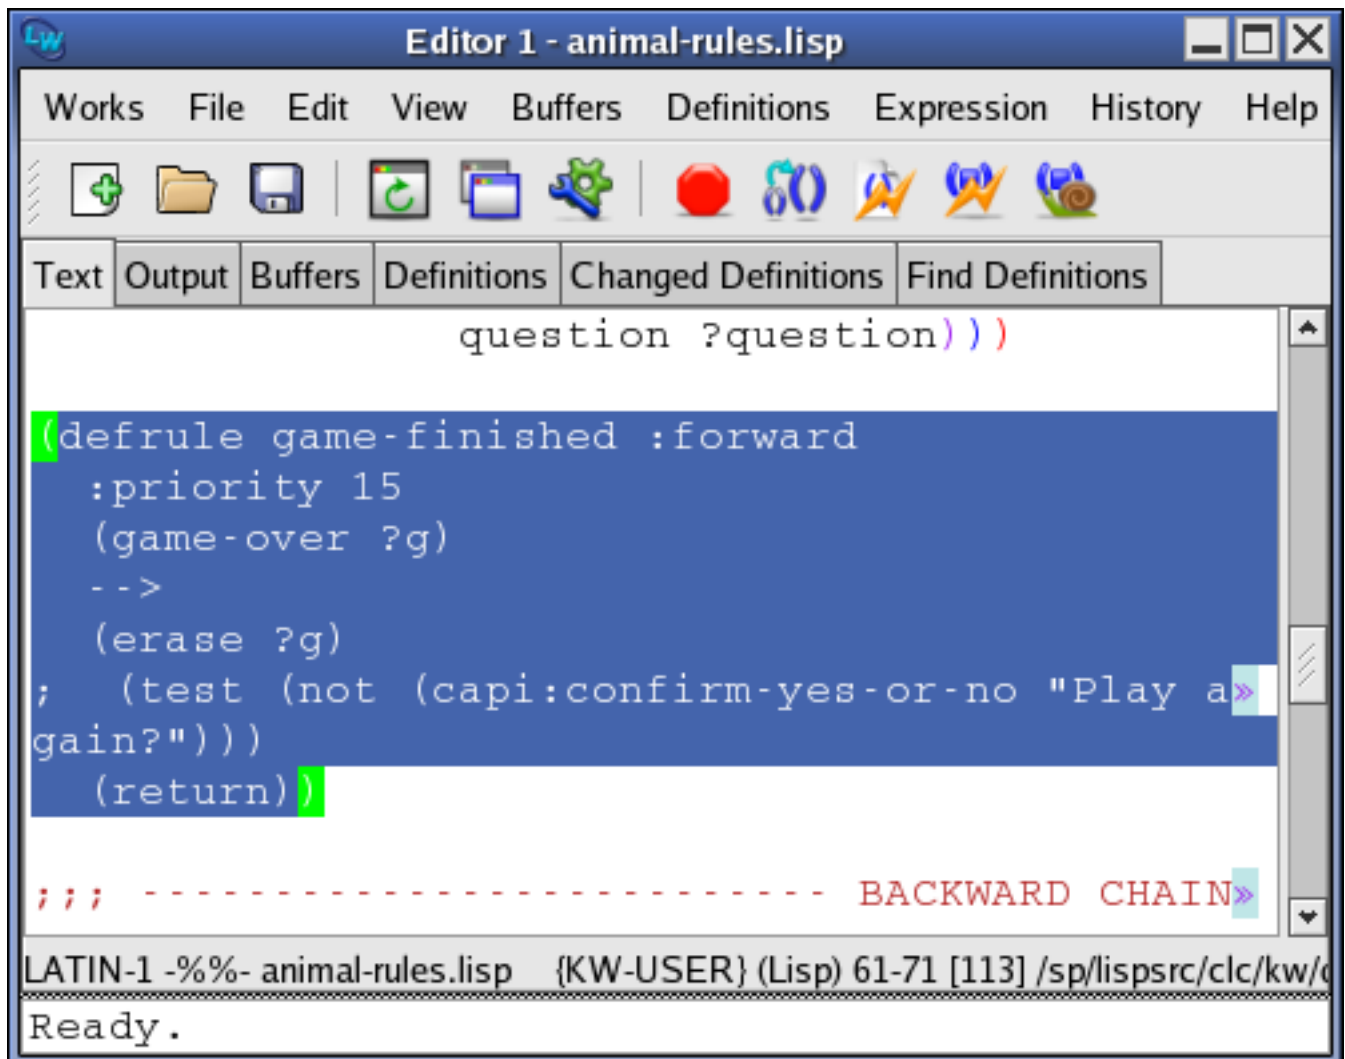 LW
Editor 1 - animal-rules.lisp
Works File Edit View Buffers Definitions Expression History Help
Text Output Buffers Definitions Changed Definitions Find Definitions
question ?question)))
(defrule game-finished :forward
:priority 15
(game-over ?g)
-->
(erase ?g)
;  (test (not (capi:confirm-yes-or-no "Play a»
gain?")))
(return))
;;; -------------------------- BACKWARD CHAIN»
LATIN-1 -%%- animal-rules.lisp {KW-USER} (Lisp) 61-71 [113] /sp/lispsrc/clc/kw/
Ready.